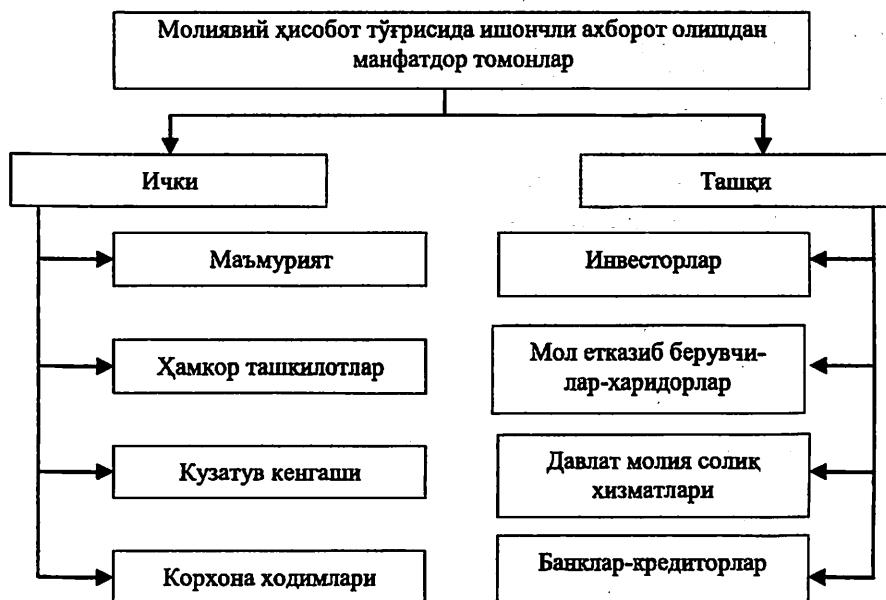 Молиявий ҳисобот тўғрисида ишончли ахборот олишдан
манфатдор томонлар
Ички
Ташқи
Маъмурият
Инвесторлар
Ҳамкор ташкилотлар
Мол етказиб берувчи-
лар-харидорлар
Кузатув кенгаши
Давлат молия солиқ
хизматлари
Корхона ходимлари
Банклар-кредиторлар